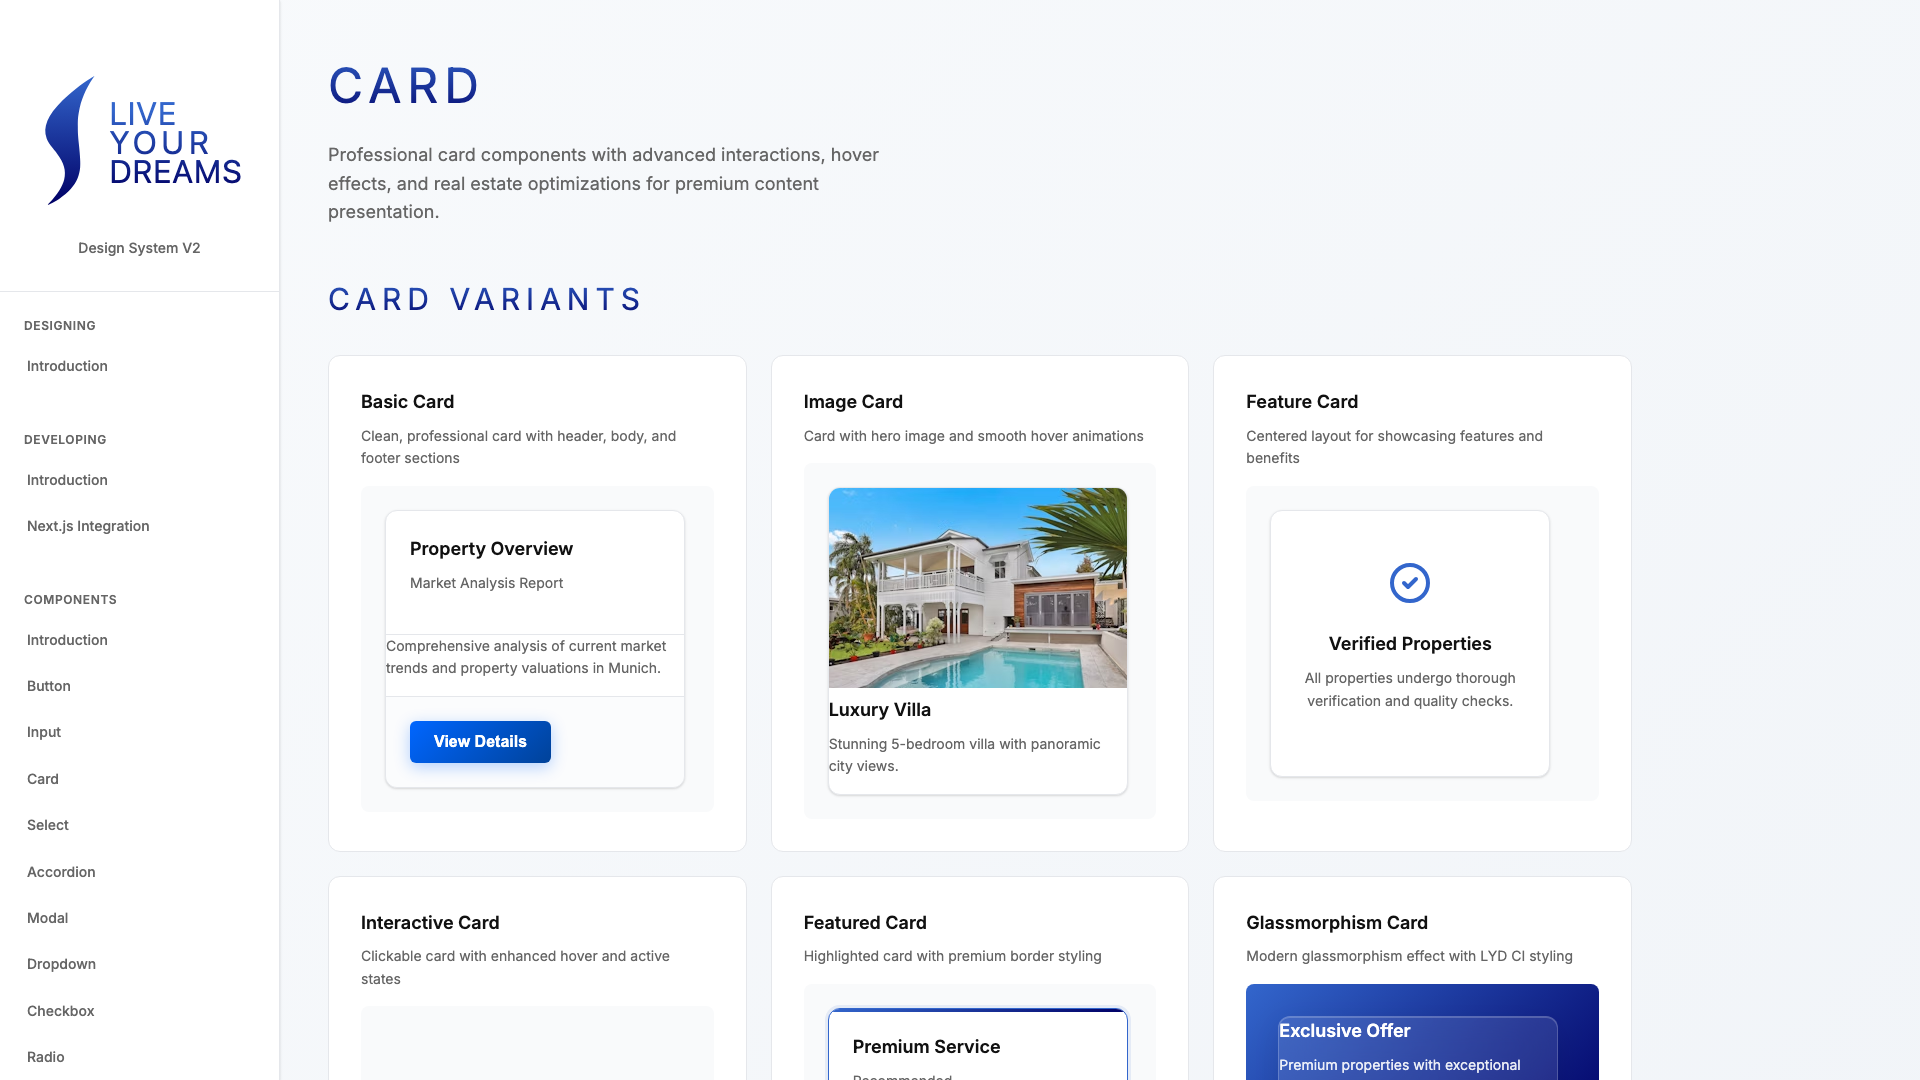 LIVE
YOUR
DREAMS
Design System V2
DESIGNING
Introduction
DEVELOPING
Introduction
Next.js Integration
COMPONENTS
Introduction
Button
Input
Card
Select
Accordion
Modal
Dropdown
Checkbox
Radio
CARD
Professional card components with advanced interactions, hover
effects, and real estate optimizations for premium content
presentation.
CARD VARIANTS
Basic Card
Clean, professional card with header, body, and
footer sections
Property Overview
Market Analysis Report
Comprehensive analysis of current market
trends and property valuations in Munich.
View Details
Image Card
Card with hero image and smooth hover animations
Luxury Villa
Stunning 5-bedroom villa with panoramic
city views.
Feature Card
Centered layout for showcasing features and
benefits
Verified Properties
All properties undergo thorough
verification and quality checks.
Interactive Card
Clickable card with enhanced hover and active
states
Featured Card
Highlighted card with premium border styling
Premium Service
Recommended
Glassmorphism Card
Modern glassmorphism effect with LYD CI styling
Exclusive Offer
Premium properties with exceptional